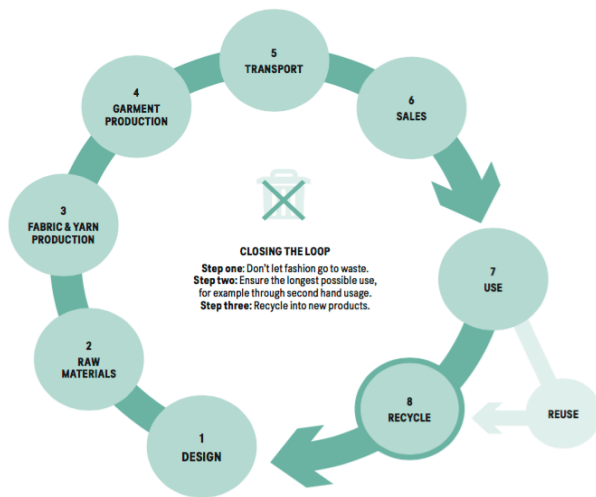 5
TRANSPORT
4
GARMENT
PRODUCTION
6
SALES
3
FABRIC & YARN
PRODUCTION
CLOSING THE LOOP
Step one: Don't let fashion go to waste.
Step two: Ensure the longest possible use,
for example through second hand usage.
Step three: Recycle into new products.
7
USE
2
RAW
MATERIALS
8
RECYCLE
REUSE
1
DESIGN